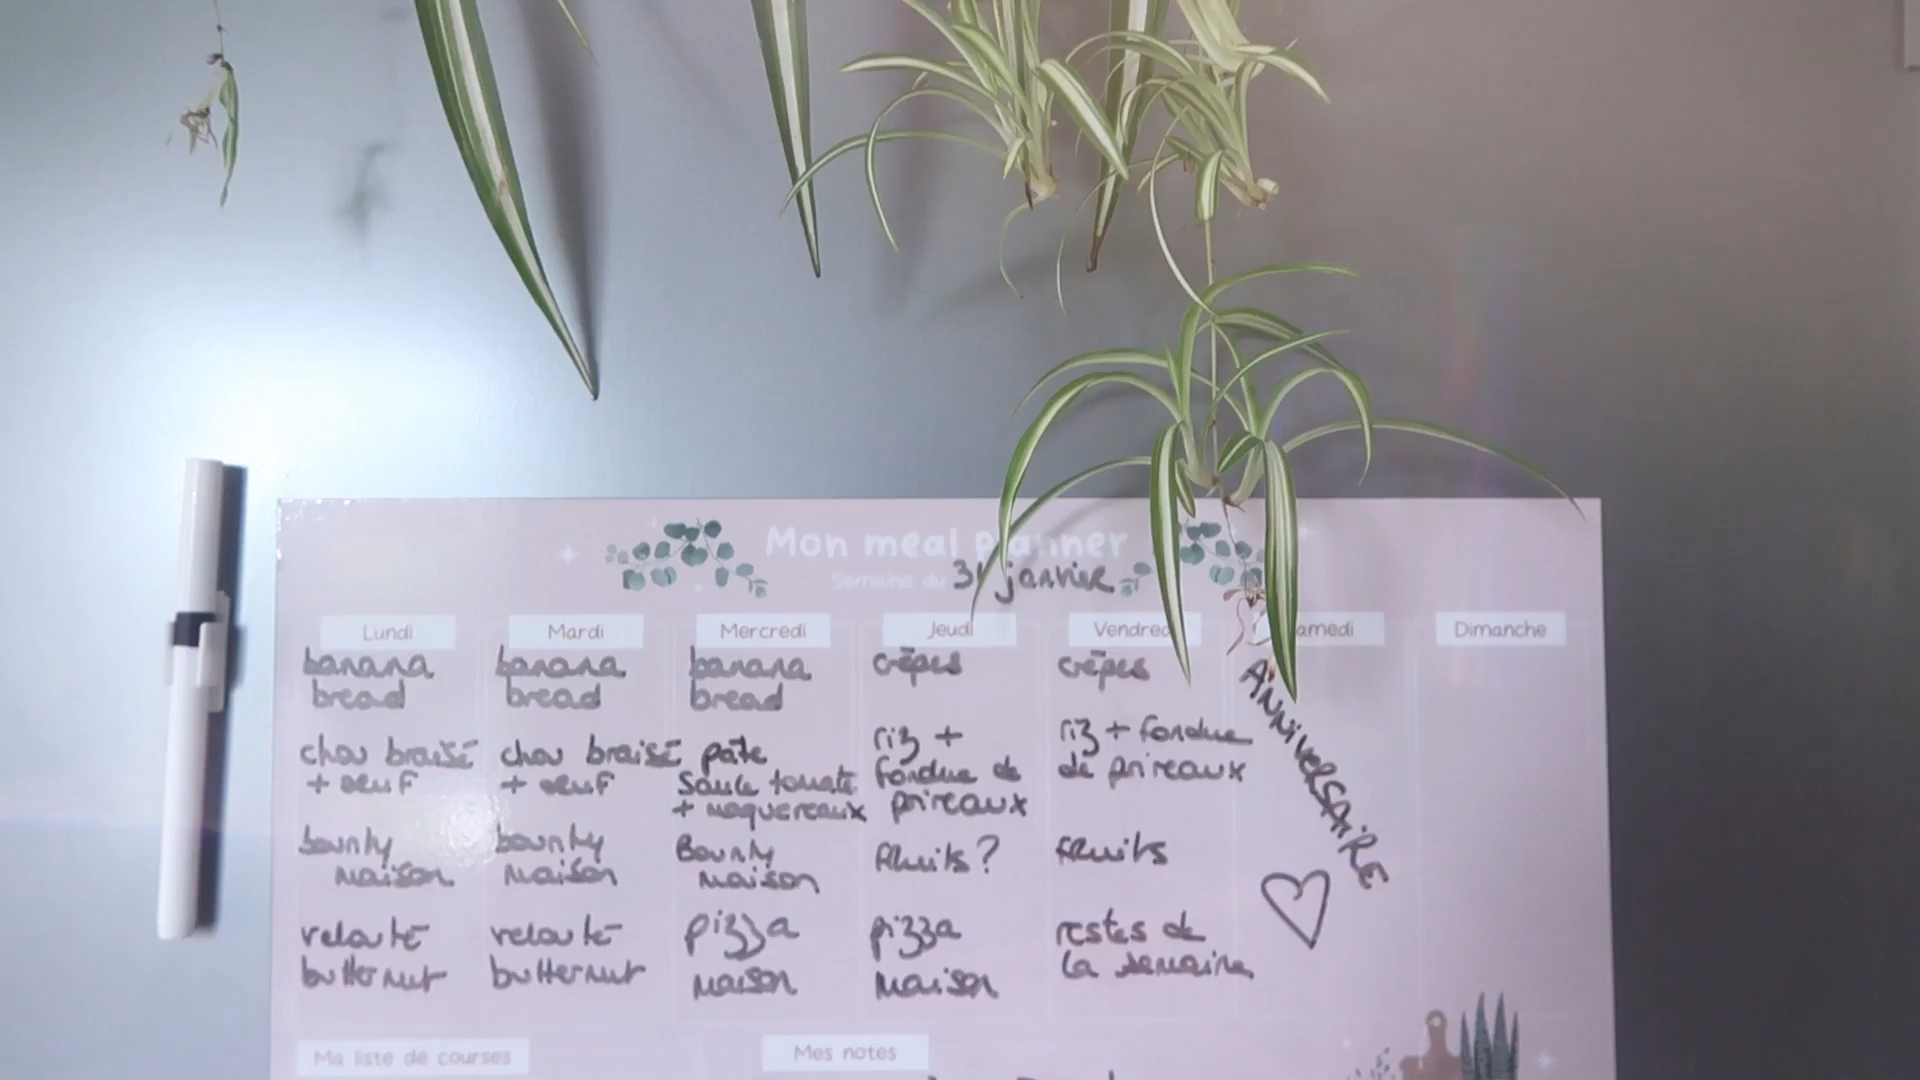 Mon meal planner
Semaine du 31 janvier
Lundi
banana
bread
chou braisé
+ oeuf
bounty
maison
velouté
butternut
Mardi
banana
bread
chou braisé
+ oeuf
bounty
maison
velouté
butternut
Mercredi
banana
bread
pâte
sauce tomate
+ maquereaux
Bounty
maison
pizza
maison
Jeudi
crêpes
riz +
fondue de
poireaux
fruits ?
pizza
maison
Vendredi
crêpes
riz + fondue
de poireaux
fruits
restes de
la semaine
Samedi
ANNIVERSAIRE
Dimanche
Ma liste de courses
Mes notes